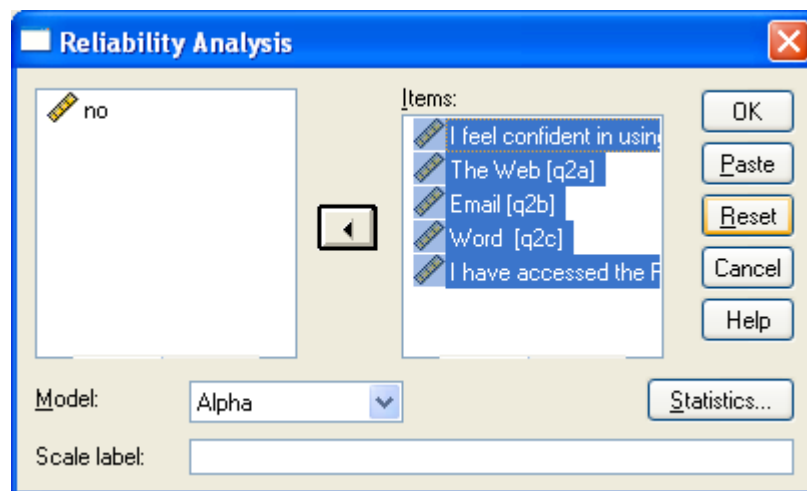 Reliability Analysis
no
Items:
I feel confident in using
The Web [q2a]
Email [q2b]
Word [q2c]
I have accessed the
OK
Paste
Reset
Cancel
Help
Model:
Alpha
Statistics...
Scale label: